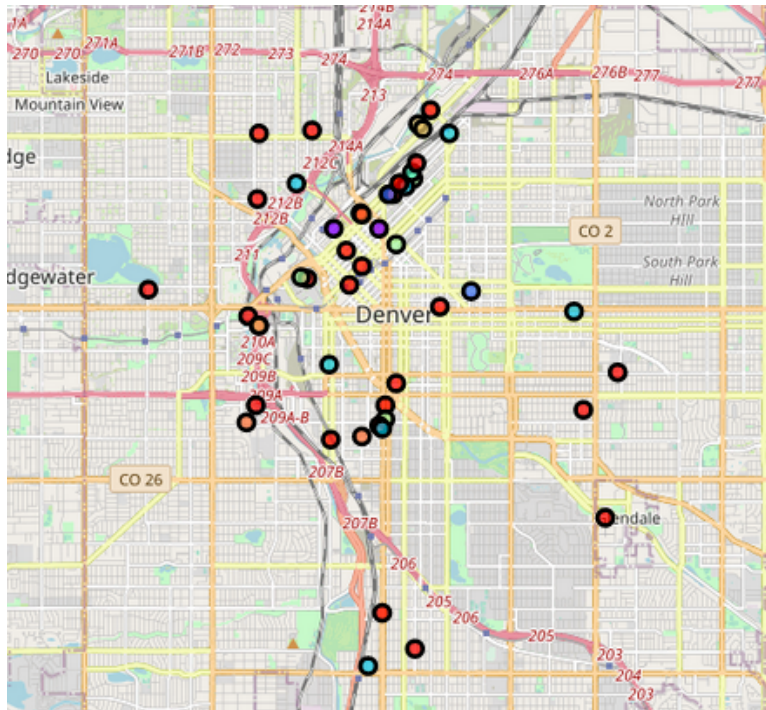 214B
214A
1A
270
270
271A
271B
272
273
274
274
276A
276B
277
277
Lakeside
Mountain View
213
214A
212C
dge
212B
212B
North Park
Hill
CO 2
211
South Park
Hill
dgewater
Denver
210A
209C
209B
209A
209A-B
207B
CO 26
207B
endale
206
205
206
205
203
204
203